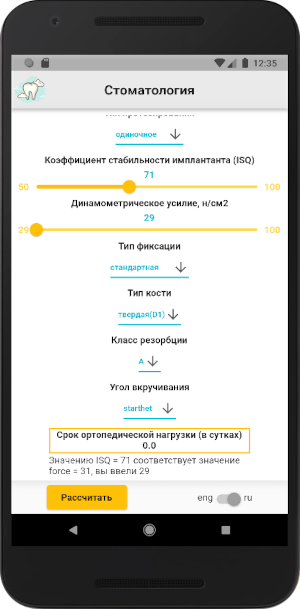 12:35
Стоматология
одиночное
Коэффициент стабильности имплантанта (ISQ)
71
50 100
Динамометрическое усилие, н/см2
29
29 100
Тип фиксации
стандартная
Тип кости
твердая(D1)
Класс резорбции
A
Угол вкручивания
starthet
Срок ортопедической нагрузки (в сутках)
0.0
Значению ISQ = 71 соответствует значение
force = 31, вы ввели 29
Рассчитать eng ru